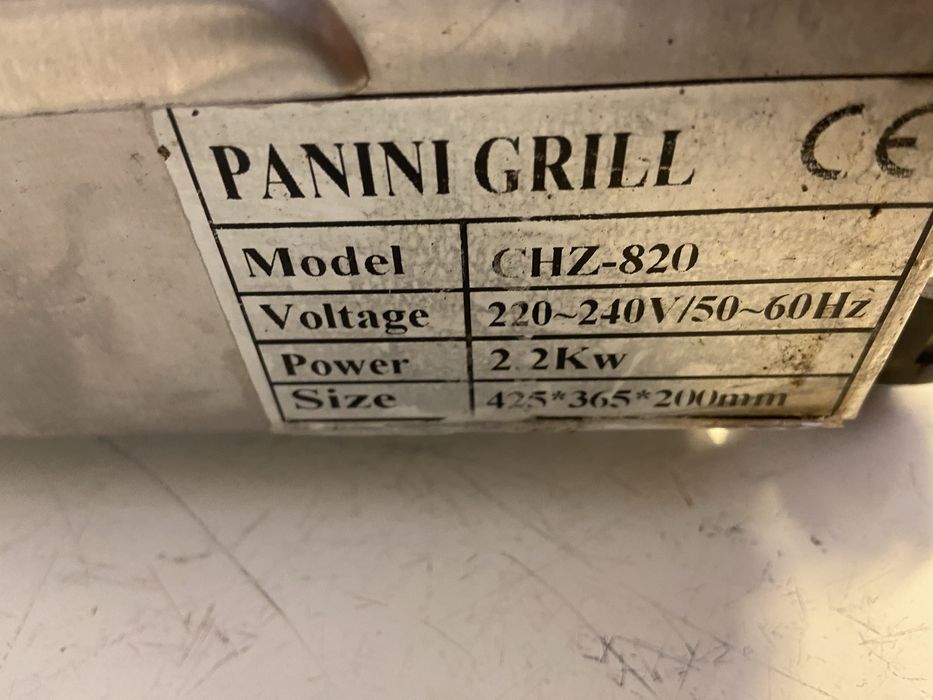 PANINI GRILL CE
Model CHZ-820
Voltage 220~240V/50~60Hz
Power 2.2Kw
Size 425*365*200mm